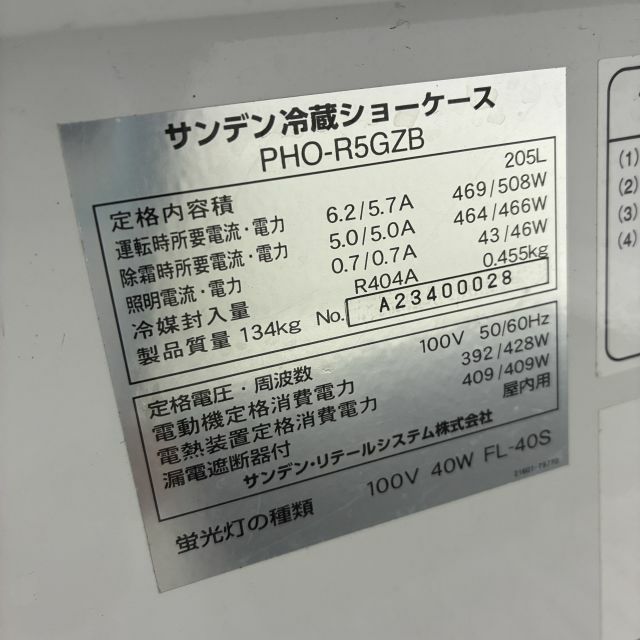 サンデン冷蔵ショーケース
PHO-R5GZB
定格内容積 205L
運転時所要電流・電力 6.2/5.7A 469/508W
除霜時所要電流・電力 5.0/5.0A 464/466W
照明電流・電力 0.7/0.7A 43/46W
冷媒封入量 R404A 0.455kg
製品質量 134kg No. A23400028
定格電圧・周波数 100V 50/60Hz
電動機定格消費電力 392/428W
電熱装置定格消費電力 409/409W
漏電遮断器付 屋内用
サンデン・リテールシステム株式会社
蛍光灯の種類 100V 40W FL-40S
(1)
(2)
(3)
(4)